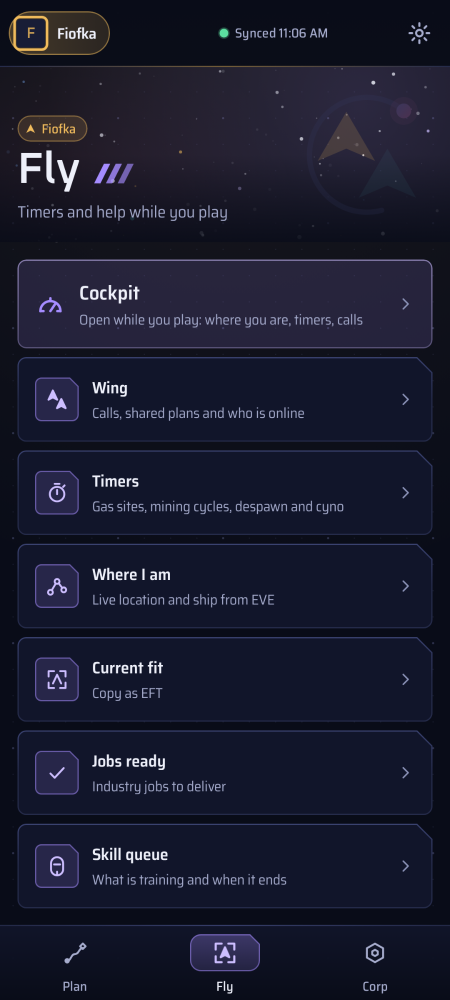 F
Fiofka
Synced 11:06 AM
Fiofka
Fly
Timers and help while you play
Cockpit
Open while you play: where you are, timers, calls
Wing
Calls, shared plans and who is online
Timers
Gas sites, mining cycles, despawn and cyno
Where I am
Live location and ship from EVE
Current fit
Copy as EFT
Jobs ready
Industry jobs to deliver
Skill queue
What is training and when it ends
Plan
Fly
Corp